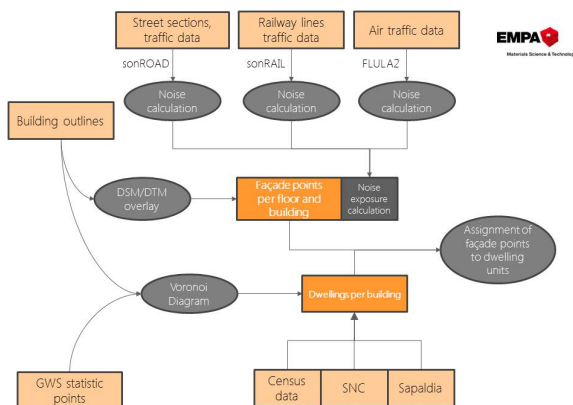 Street sections,
traffic data
Railway lines
traffic data
Air traffic data
EMPA
Materials Science & Technology
sonROAD
sonRAIL
FLULA2
Noise
calculation
Noise
calculation
Noise
calculation
Building outlines
DSM/DTM
overlay
Façade points
per floor and
building
Noise
exposure
calculation
Assignment of
façade points
to dwelling
units
Voronoi
Diagram
Dwellings per building
GWS statistic
points
Census
data
SNC
Sapaldia